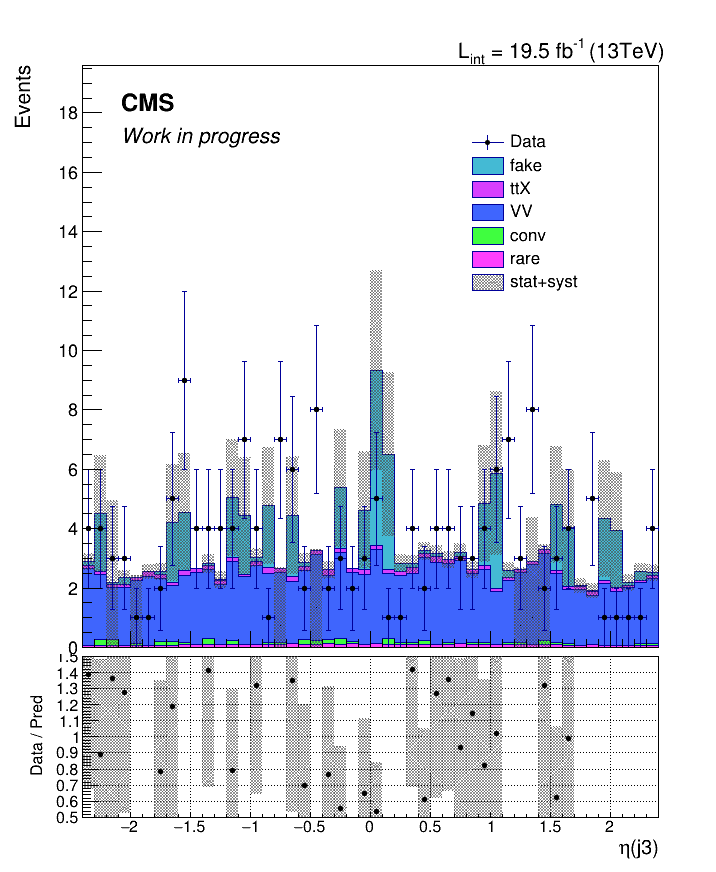 L_int = 19.5 fb⁻¹ (13TeV)
Events
CMS
Work in progress
Data
fake
ttX
VV
conv
rare
stat+syst
18
16
14
12
10
8
6
4
2
0
Data / Pred
1.5
1.4
1.3
1.2
1.1
1
0.9
0.8
0.7
0.6
0.5
−2 −1.5 −1 −0.5 0 0.5 1 1.5 2
η(j3)